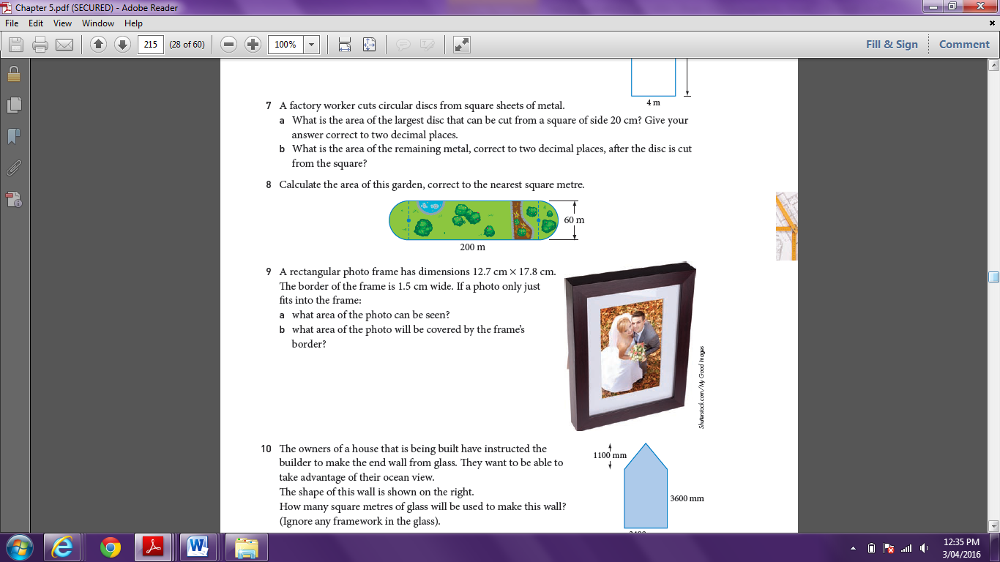 Chapter 5.pdf (SECURED) - Adobe Reader
File Edit View Window Help
215 (28 of 60) 100% Fill & Sign Comment
4 m
7 A factory worker cuts circular discs from square sheets of metal.
a What is the area of the largest disc that can be cut from a square of side 20 cm? Give your
answer correct to two decimal places.
b What is the area of the remaining metal, correct to two decimal places, after the disc is cut
from the square?
8 Calculate the area of this garden, correct to the nearest square metre.
60 m
200 m
9 A rectangular photo frame has dimensions 12.7 cm × 17.8 cm.
The border of the frame is 1.5 cm wide. If a photo only just
fits into the frame:
a what area of the photo can be seen?
b what area of the photo will be covered by the frame's
border?
Shutterstock.com/My Good Images
10 The owners of a house that is being built have instructed the
builder to make the end wall from glass. They want to be able to
take advantage of their ocean view.
The shape of this wall is shown on the right.
How many square metres of glass will be used to make this wall?
(Ignore any framework in the glass).
1100 mm
3600 mm
12:35 PM
3/04/2016